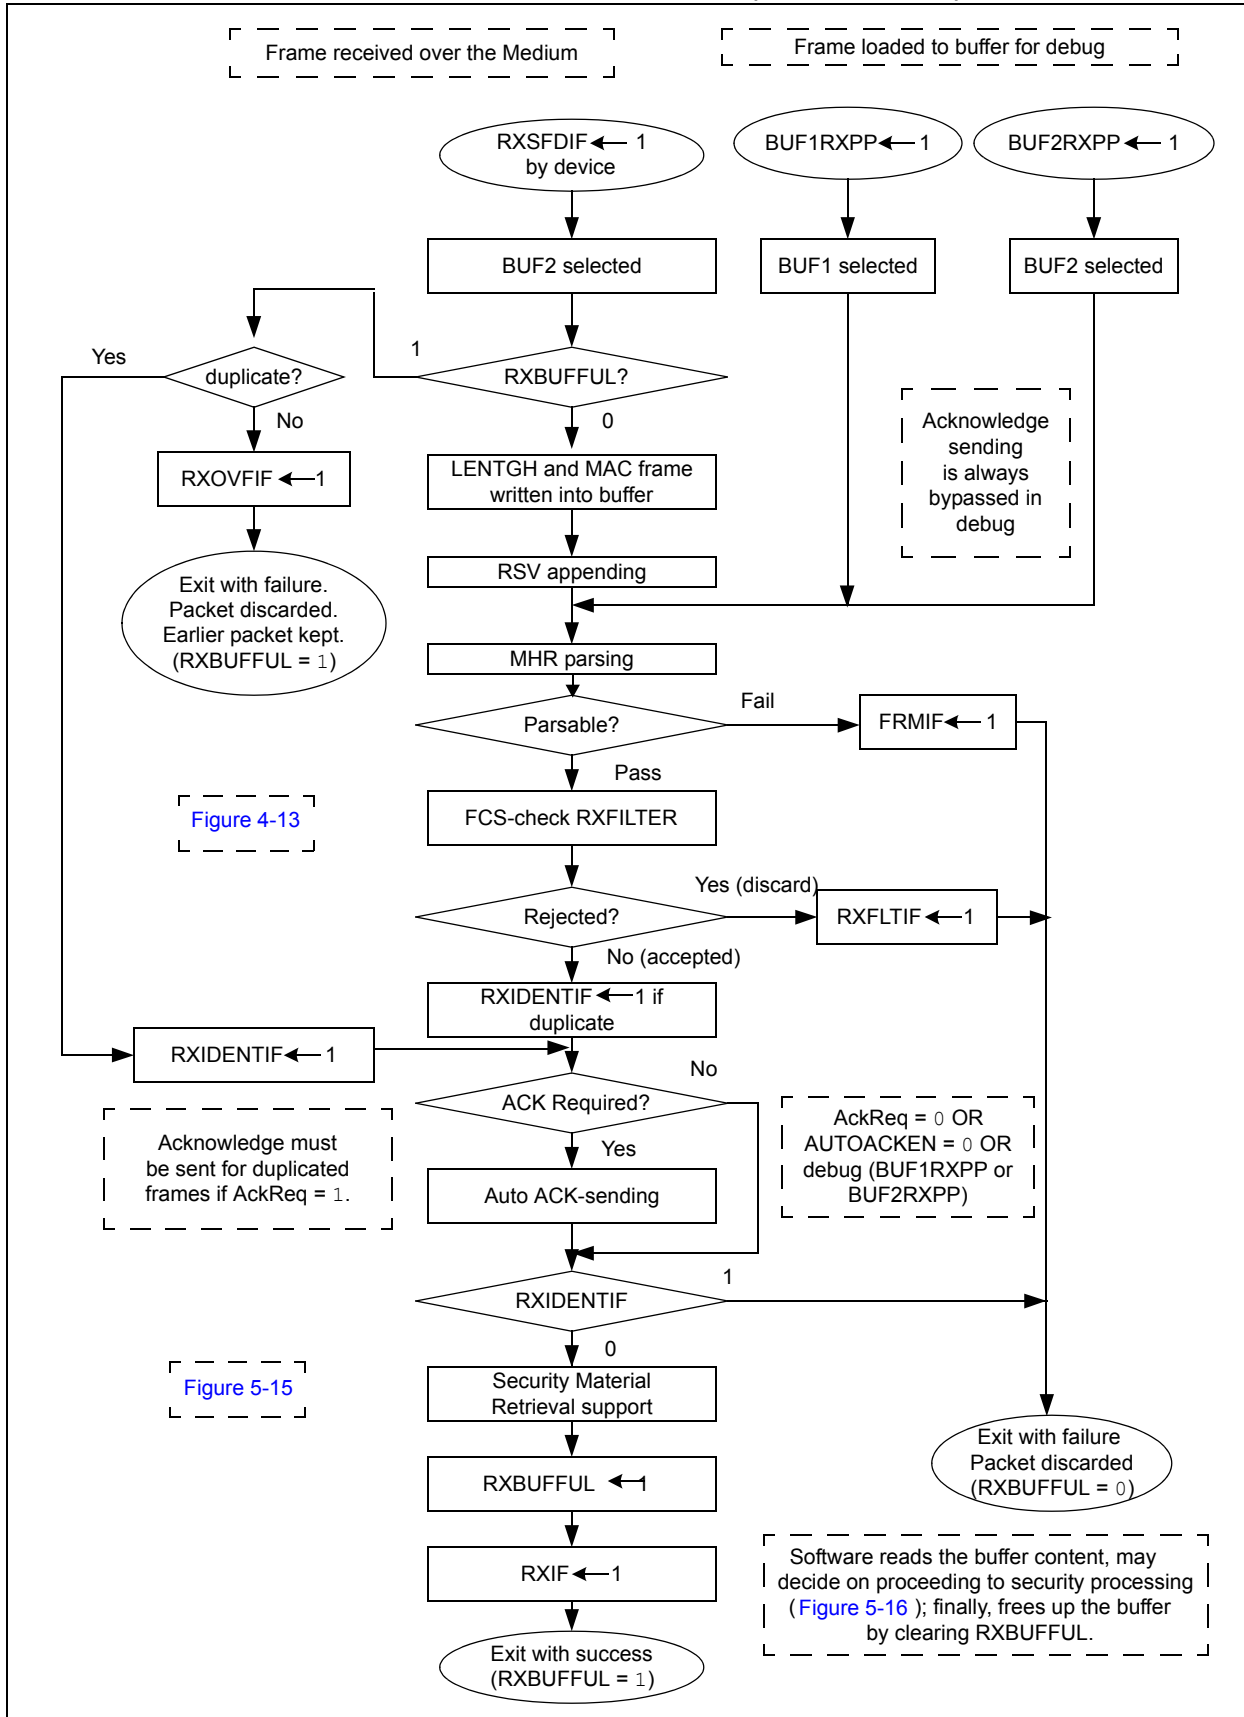 Frame received over the Medium
Frame loaded to buffer for debug
RXSFDIF ← 1
by device
BUF1RXPP ← 1
BUF2RXPP ← 1
BUF2 selected
BUF1 selected
BUF2 selected
Yes
duplicate?
1
RXBUFFUL?
No
0
RXOVFIF ← 1
LENTGH and MAC frame
written into buffer
Acknowledge
sending
is always
bypassed in
debug
RSV appending
Exit with failure.
Packet discarded.
Earlier packet kept.
(RXBUFFUL = 1)
MHR parsing
Parsable?
Fail
FRMIF ← 1
Pass
Figure 4-13
FCS-check RXFILTER
Rejected?
Yes (discard)
RXFLTIF ← 1
No (accepted)
RXIDENTIF ← 1 if
duplicate
RXIDENTIF ← 1
No
ACK Required?
Yes
Acknowledge must
be sent for duplicated
frames if AckReq = 1.
AckReq = 0 OR
AUTOACKEN = 0 OR
debug (BUF1RXPP or
BUF2RXPP)
Auto ACK-sending
RXIDENTIF
1
0
Figure 5-15
Security Material
Retrieval support
Exit with failure
Packet discarded
(RXBUFFUL = 0)
RXBUFFUL ← 1
RXIF ← 1
Software reads the buffer content, may
decide on proceeding to security processing
( Figure 5-16 ); finally, frees up the buffer
by clearing RXBUFFUL.
Exit with success
(RXBUFFUL = 1)